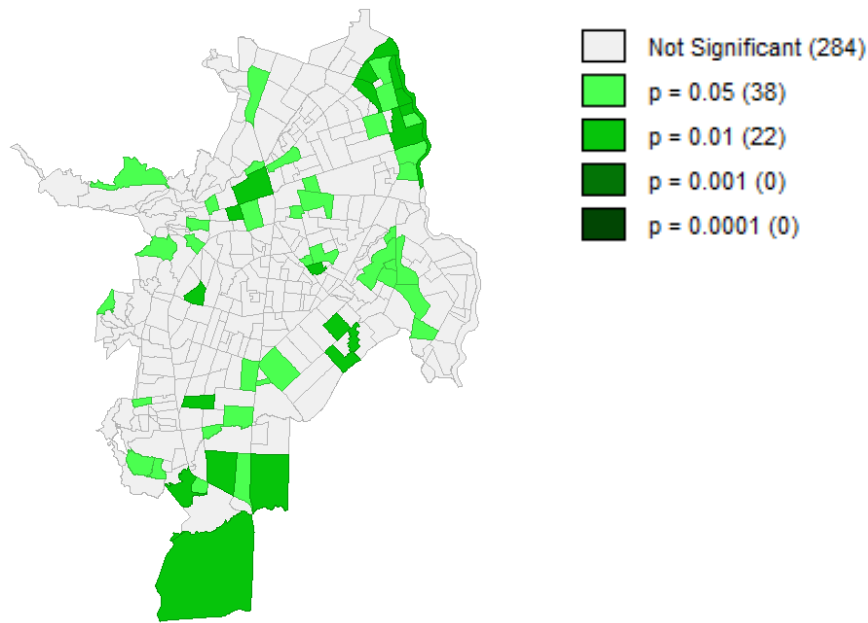 Not Significant (284)
p = 0.05 (38)
p = 0.01 (22)
p = 0.001 (0)
p = 0.0001 (0)